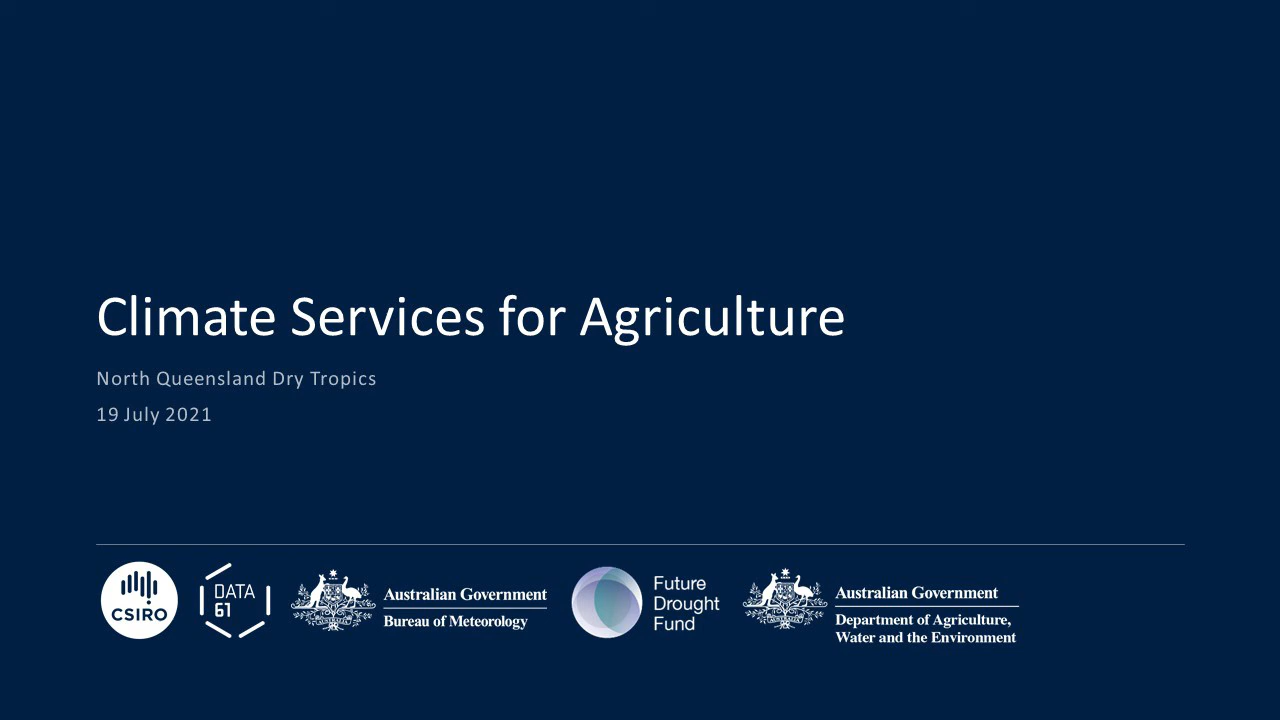 Climate Services for Agriculture
North Queensland Dry Tropics
19 July 2021
CSIRO
DATA
61
Australian Government
Bureau of Meteorology
Future
Drought
Fund
Australian Government
Department of Agriculture,
Water and the Environment